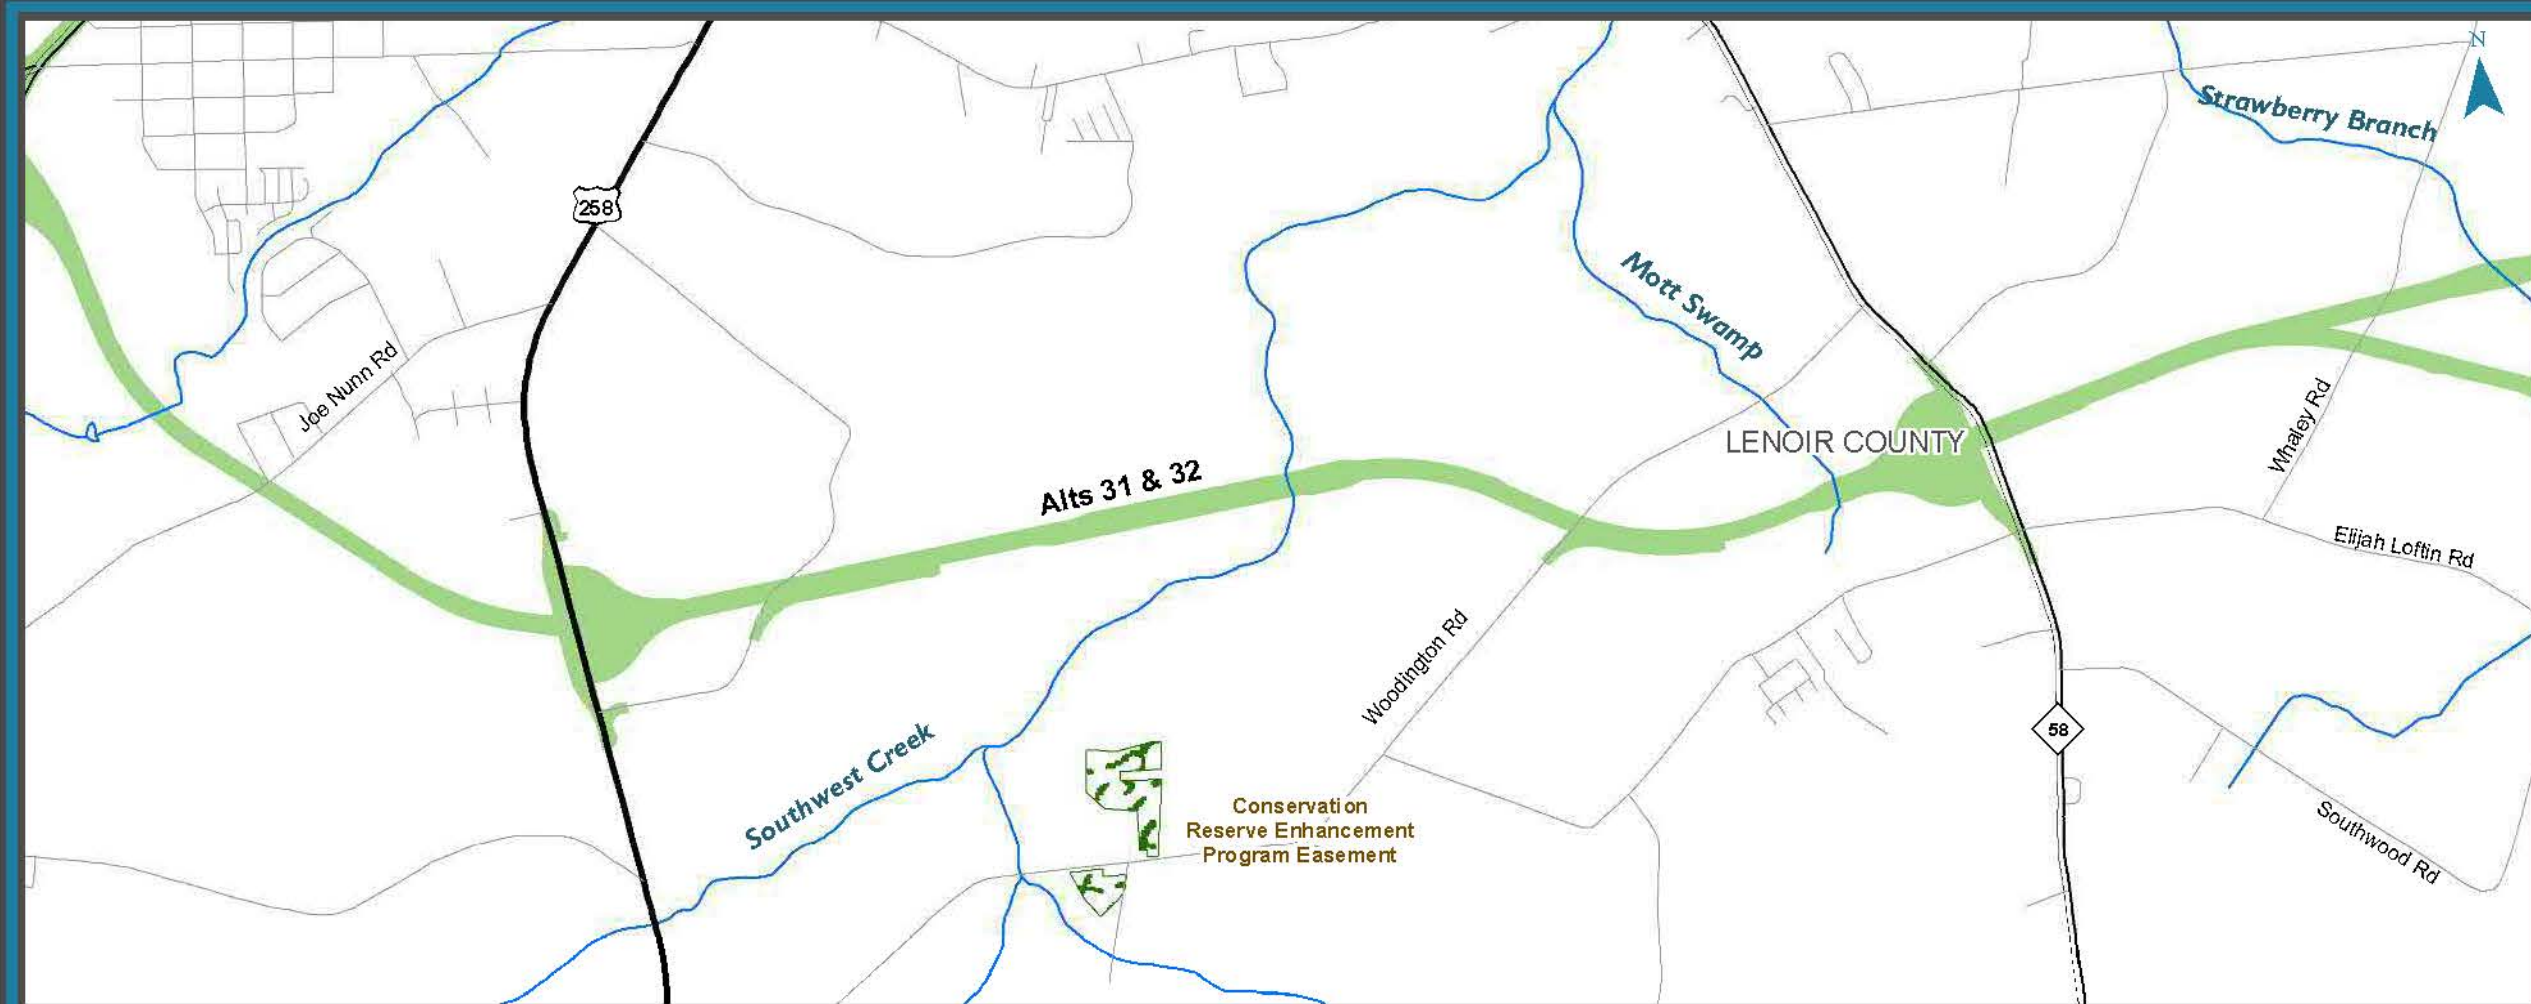 N
Strawberry Branch
258
Mott Swamp
Joe Nunn Rd
LENOIR COUNTY
Whaley Rd
Alts 31 & 32
Elijah Loftin Rd
Woodington Rd
58
Southwest Creek
Conservation
Reserve Enhancement
Program Easement
Southwood Rd